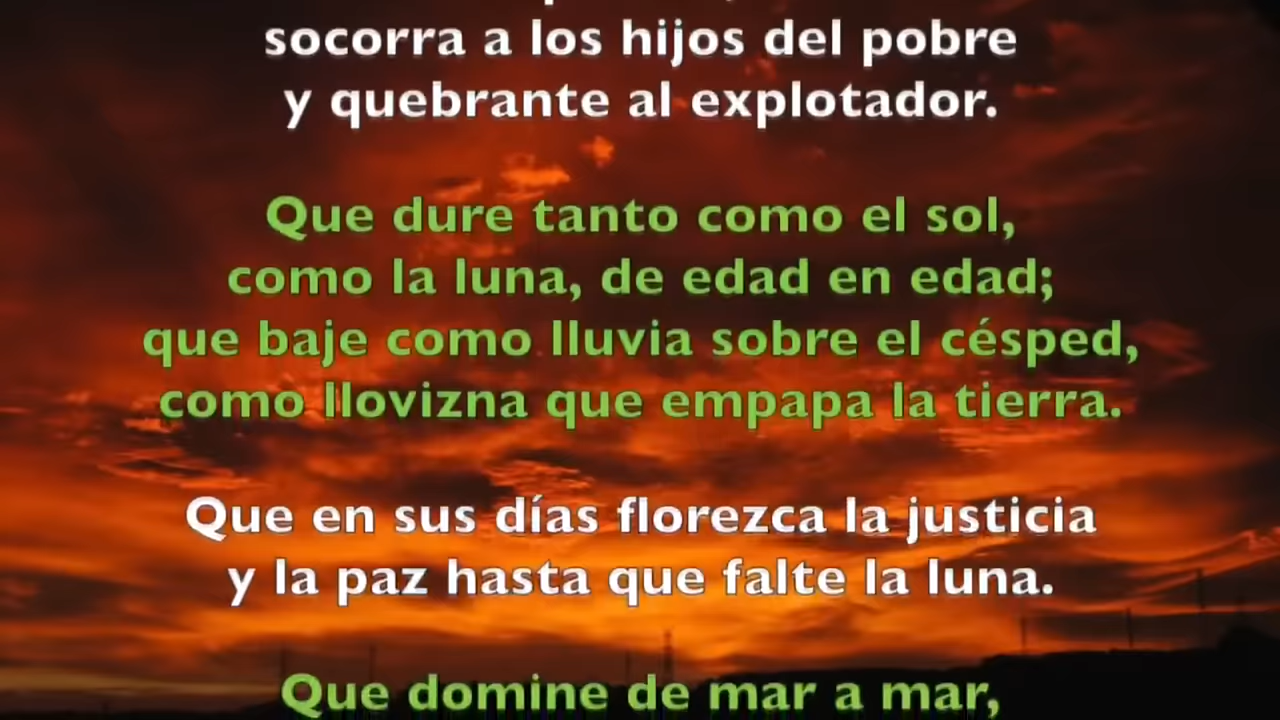 socorra a los hijos del pobre
y quebrante al explotador.
Que dure tanto como el sol,
como la luna, de edad en edad;
que baje como lluvia sobre el césped,
como llovizna que empapa la tierra.
Que en sus días florezca la justicia
y la paz hasta que falte la luna.
Que domine de mar a mar,